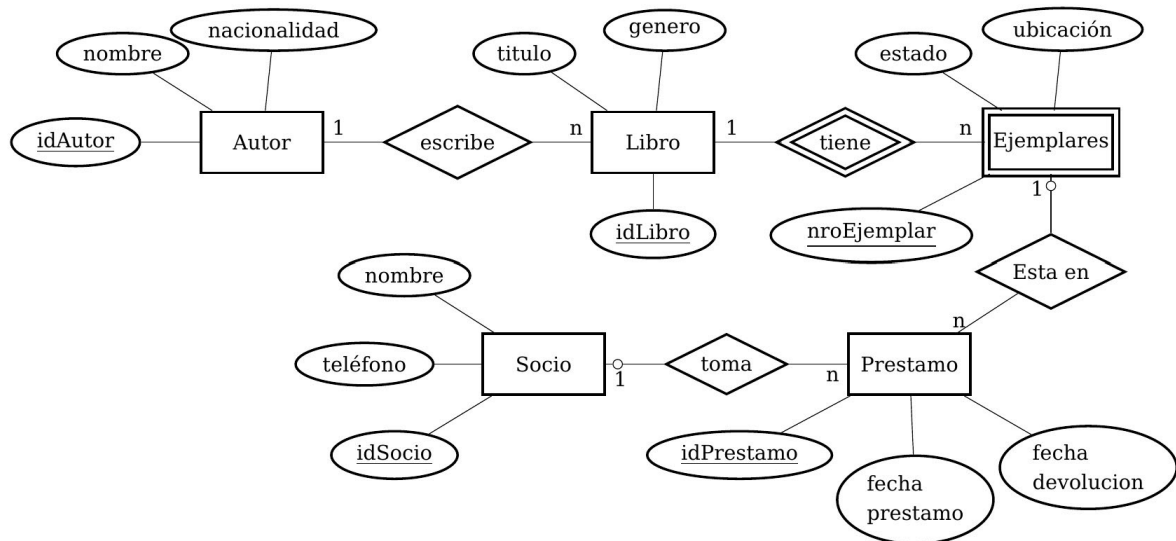 nombre
nacionalidad
idAutor
Autor
1
escribe
n
titulo
genero
Libro
idLibro
1
tiene
n
estado
ubicación
Ejemplares
nroEjemplar
1
Esta en
n
nombre
teléfono
idSocio
Socio
1
toma
n
Prestamo
idPrestamo
fecha
prestamo
fecha
devolucion